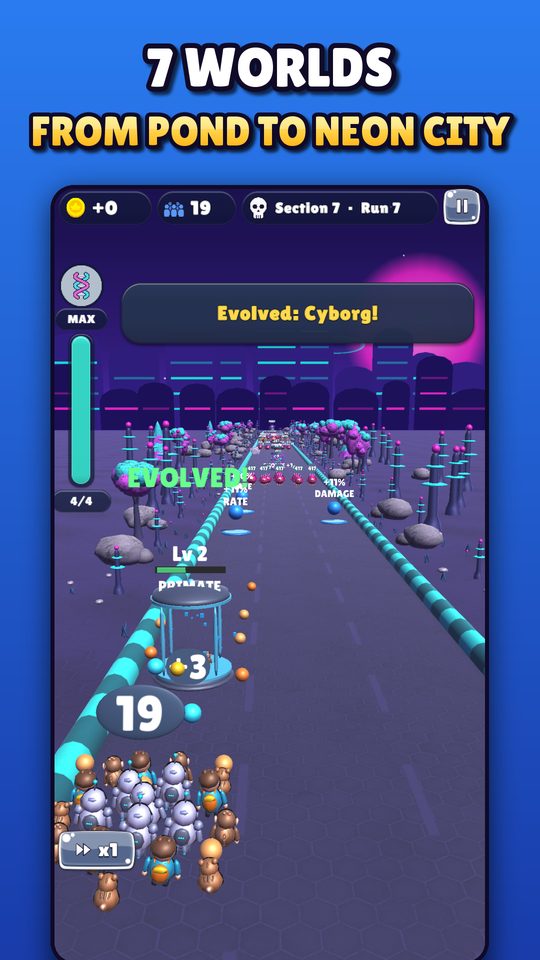 7 WORLDS
FROM POND TO NEON CITY
+0
19
Section 7 · Run 7
MAX
Evolved: Cyborg!
4/4
EVOLVED!
RATE
+11%
DAMAGE
Lv 2
PRIMATE
+3
19
x1